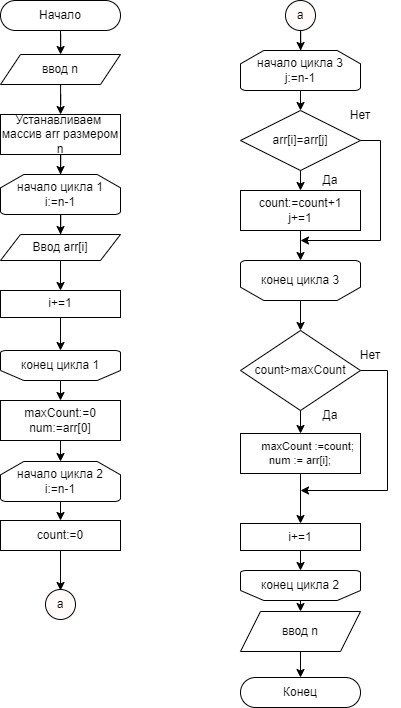 Начало
ввод n
Устанавливаем
массив arr размером
n
начало цикла 1
i:=n-1
Ввод arr[i]
i+=1
конец цикла 1
maxCount:=0
num:=arr[0]
начало цикла 2
i:=n-1
count:=0
a
a
начало цикла 3
j:=n-1
Нет
arr[i]=arr[j]
Да
count:=count+1
j+=1
конец цикла 3
Нет
count>maxCount
Да
maxCount :=count;
num := arr[i];
i+=1
конец цикла 2
ввод n
Конец